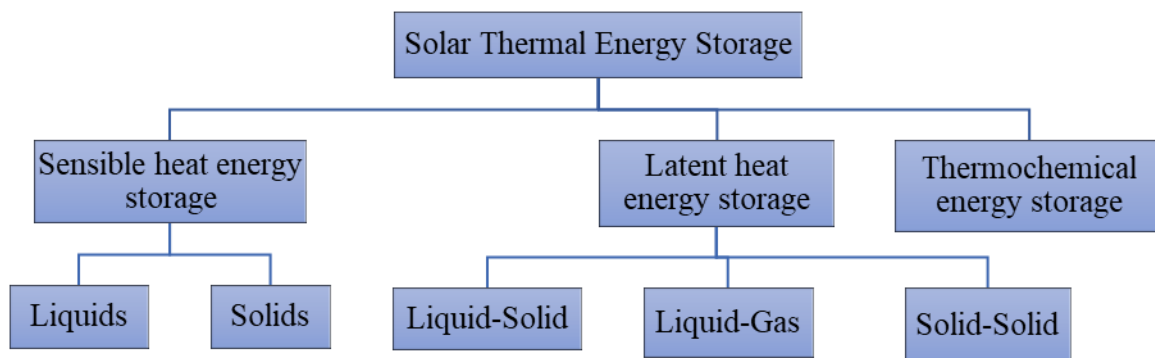 Solar Thermal Energy Storage
Sensible heat energy
storage
Latent heat
energy storage
Thermochemical
energy storage
Liquids
Solids
Liquid-Solid
Liquid-Gas
Solid-Solid